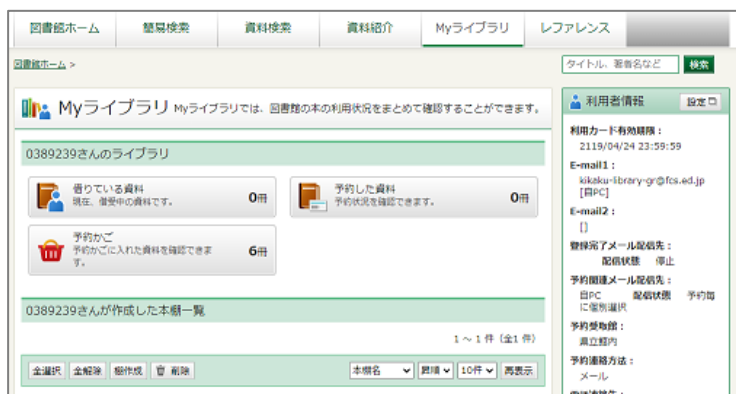 図書館ホーム 簡易検索 資料検索 資料紹介 Myライブラリ レファレンス
図書館ホーム >
タイトル、著者名など 検索
Myライブラリ Myライブラリでは、図書館の本の利用状況をまとめて確認することができます。
0389239さんのライブラリ
借りている資料 0冊
現在、借受中の資料です。
予約した資料 0冊
予約状況を確認できます。
予約かご 6冊
予約かごに入れた資料を確認できま
す。
0389239さんが作成した本棚一覧
1 ~ 1 件（全1 件）
全選択 全解除 棚作成 削除 本棚名 昇順 10件 再表示
利用者情報 設定
利用カード有効期限：
2119/04/24 23:59:59
E-mail1：
kikaku-library-gr@fcs.ed.jp
[自PC]
E-mail2：
[]
登録完了メール配信先：
配信状態 停止
予約関連メール配信先：
自PC 配信状態 予約毎
に個別選択
予約受取館：
県立館内
予約連絡方法：
メール